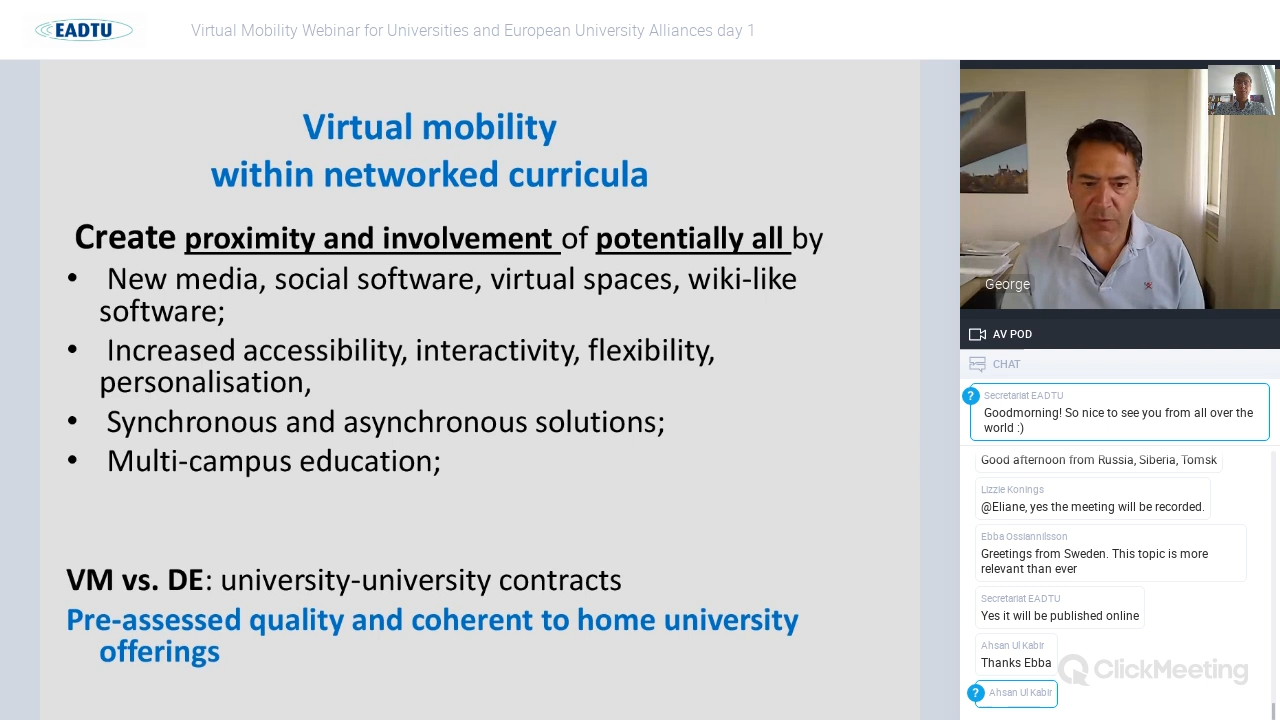 EADTU
Virtual Mobility Webinar for Universities and European University Alliances day 1
Virtual mobility
within networked curricula
Create proximity and involvement of potentially all by
• New media, social software, virtual spaces, wiki-like
software;
• Increased accessibility, interactivity, flexibility,
personalisation,
• Synchronous and asynchronous solutions;
• Multi-campus education;
VM vs. DE: university-university contracts
Pre-assessed quality and coherent to home university
offerings
George
AV POD
CHAT
?
Secretariat EADTU
Goodmorning! So nice to see you from all over the
world :)
Good afternoon from Russia, Siberia, Tomsk
Lizzie Konings
@Eliane, yes the meeting will be recorded.
Ebba Ossiannilsson
Greetings from Sweden. This topic is more
relevant than ever
Secretariat EADTU
Yes it will be published online
Ahsan Ul Kabir
Thanks Ebba
ClickMeeting
?
Ahsan Ul Kabir